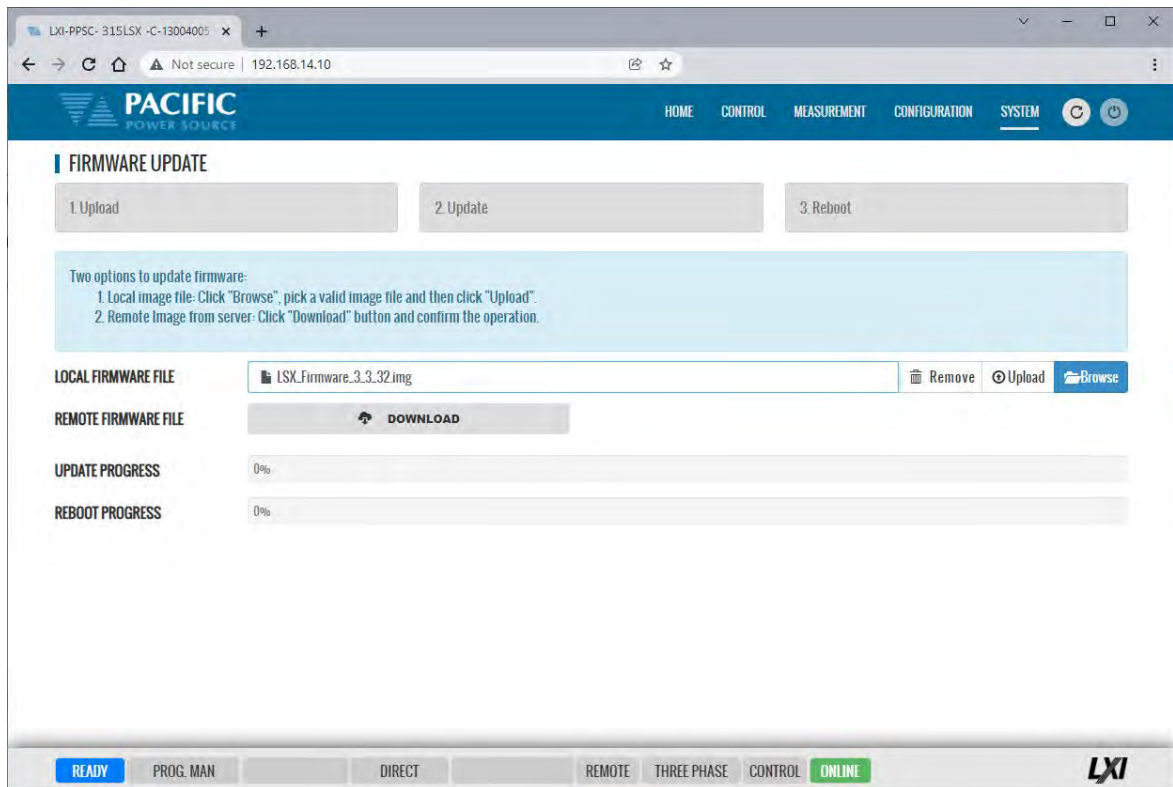 LXI-PPSC- 315LSX -C-13004005
Not secure | 192.168.14.10
PACIFIC
POWER SOURCE
HOME CONTROL MEASUREMENT CONFIGURATION SYSTEM
FIRMWARE UPDATE
1. Upload 2. Update 3. Reboot
Two options to update firmware:
1. Local image file: Click "Browse", pick a valid image file and then click "Upload".
2. Remote Image from server: Click "Download" button and confirm the operation.
LOCAL FIRMWARE FILE LSX_Firmware_3_3_32.img Remove Upload Browse
REMOTE FIRMWARE FILE DOWNLOAD
UPDATE PROGRESS 0%
REBOOT PROGRESS 0%
READY PROG. MAN DIRECT REMOTE THREE PHASE CONTROL ONLINE LXI